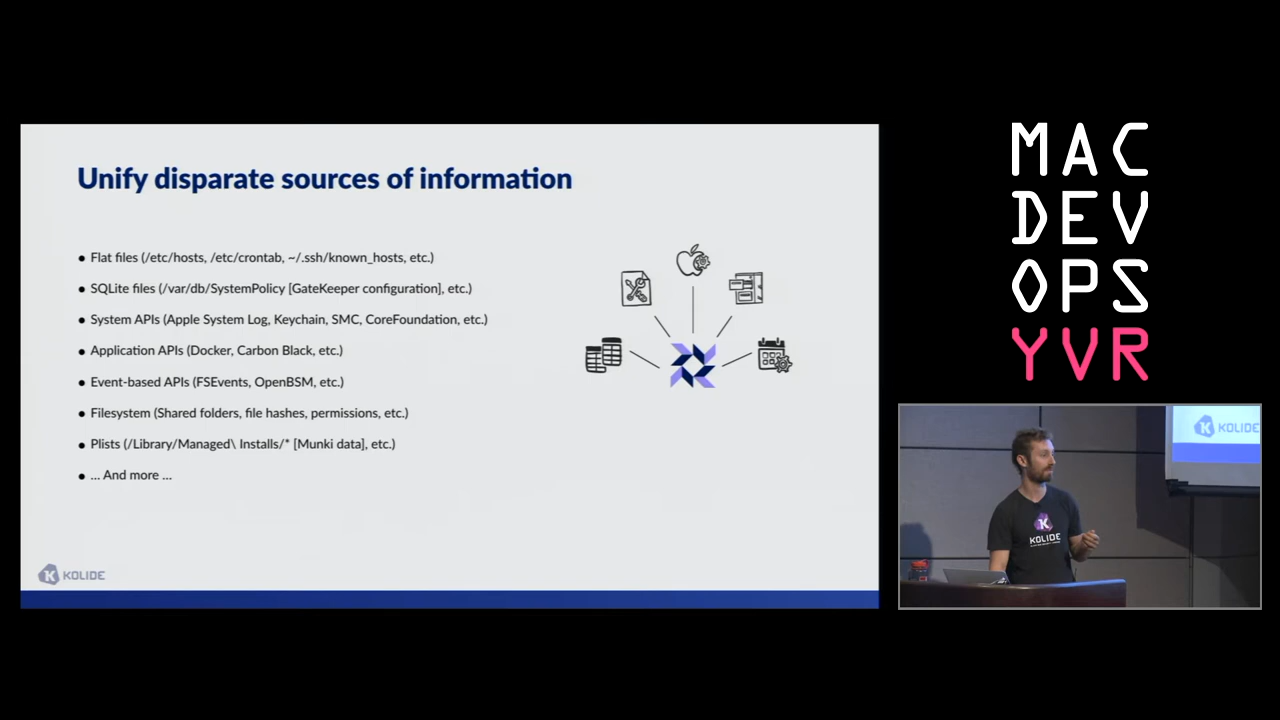 Unify disparate sources of information
● Flat files (/etc/hosts, /etc/crontab, ~/.ssh/known_hosts, etc.)
● SQLite files (/var/db/SystemPolicy [GateKeeper configuration], etc.)
● System APIs (Apple System Log, Keychain, SMC, CoreFoundation, etc.)
● Application APIs (Docker, Carbon Black, etc.)
● Event-based APIs (FSEvents, OpenBSM, etc.)
● Filesystem (Shared folders, file hashes, permissions, etc.)
● Plists (/Library/Managed\ Installs/* [Munki data], etc.)
● ... And more ...
K KOLIDE
MAC
DEV
OPS
YVR
K KOLIDE
K
KOLIDE